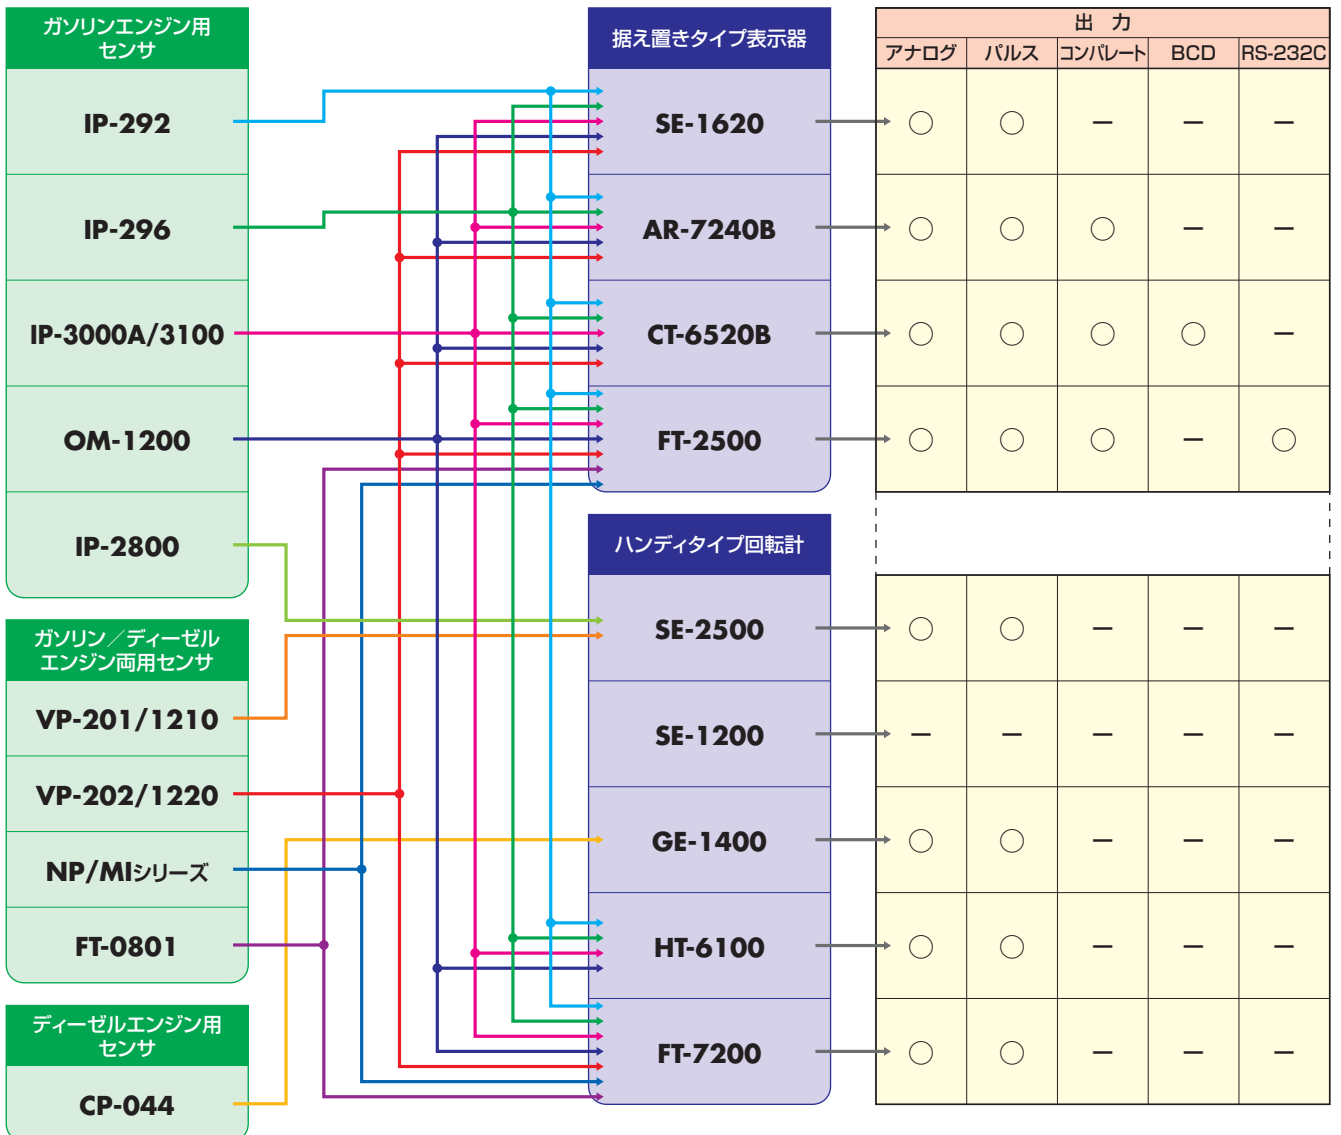 ガソリンエンジン用
センサ
IP-292
IP-296
IP-3000A/3100
OM-1200
IP-2800
ガソリン／ディーゼル
エンジン両用センサ
VP-201/1210
VP-202/1220
NP/MIシリーズ
FT-0801
ディーゼルエンジン用
センサ
CP-044
据え置きタイプ表示器
SE-1620
AR-7240B
CT-6520B
FT-2500
ハンディタイプ回転計
SE-2500
SE-1200
GE-1400
HT-6100
FT-7200
出 力
アナログ パルス コンパレート BCD RS-232C
○ ○ － － －
○ ○ ○ － －
○ ○ ○ ○ －
○ ○ ○ － ○
○ ○ － － －
－ － － － －
○ ○ － － －
○ ○ － － －
○ ○ － － －